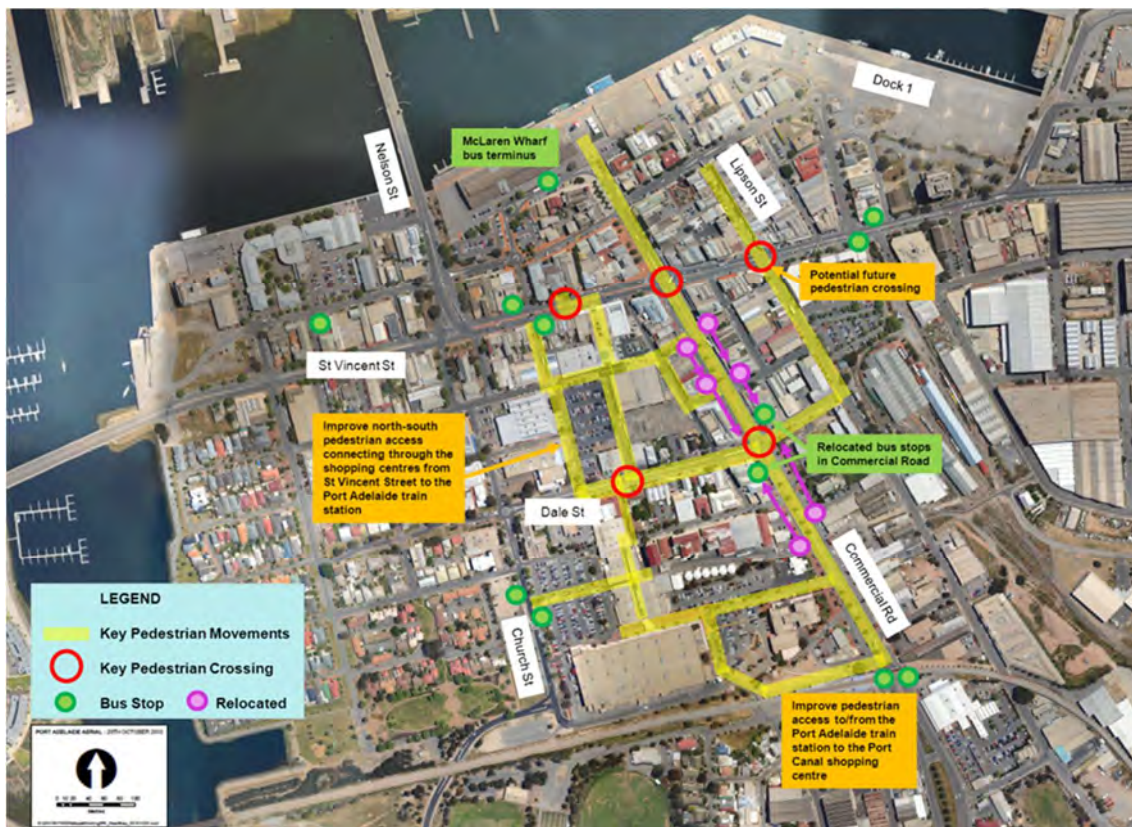 Dock 1
Nelson St
McLaren Wharf
bus terminus
Lipson St
Potential future
pedestrian crossing
St Vincent St
Improve north-south
pedestrian access
connecting through the
shopping centres from
St Vincent Street to the
Port Adelaide train
station
Relocated bus stops
in Commercial Road
Dale St
Commercial Rd
Church St
LEGEND
Key Pedestrian Movements
Key Pedestrian Crossing
Bus Stop
Relocated
Improve pedestrian
access to/from the
Port Adelaide train
station to the Port
Canal shopping
centre
PORT ADELAIDE AERIAL